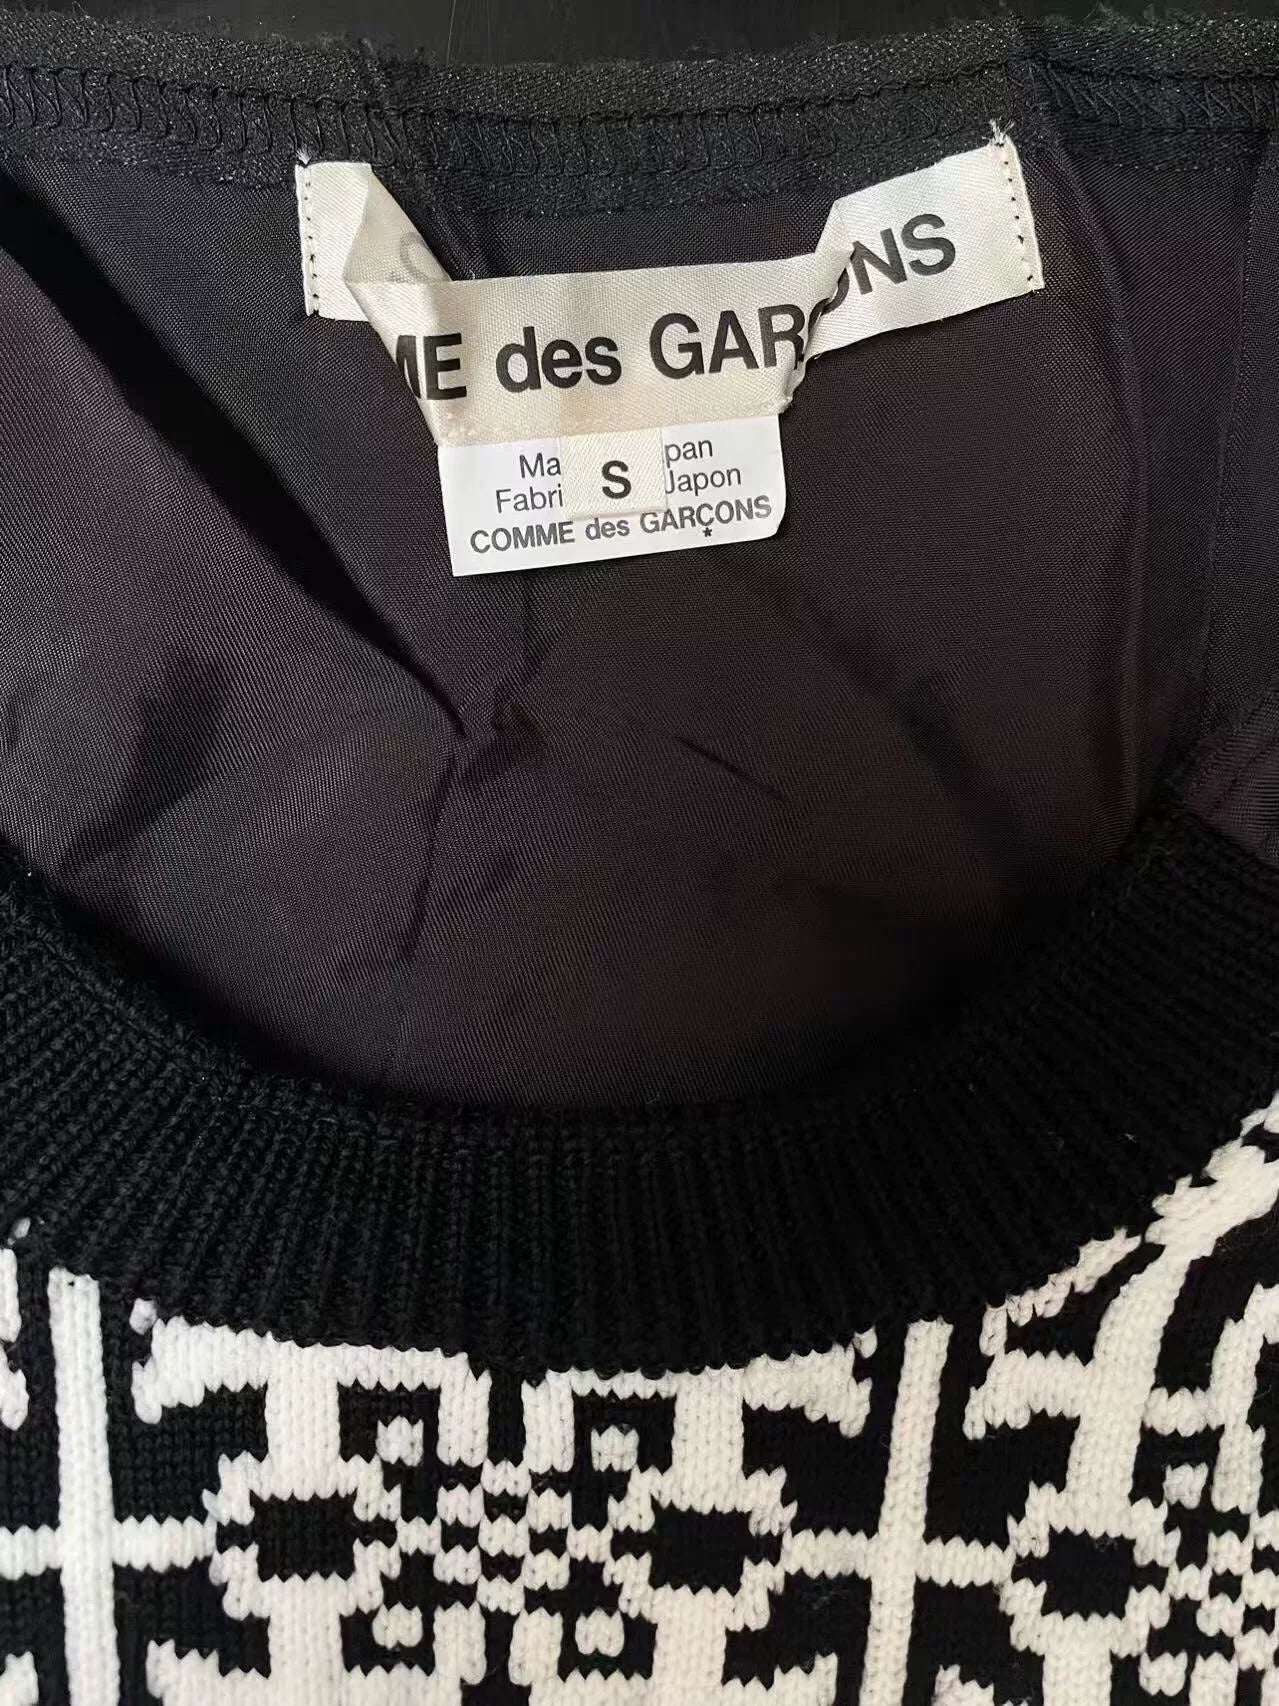 ME des GARÇONS
Ma pan
Fabri Japon
S
COMME des GARÇONS
*